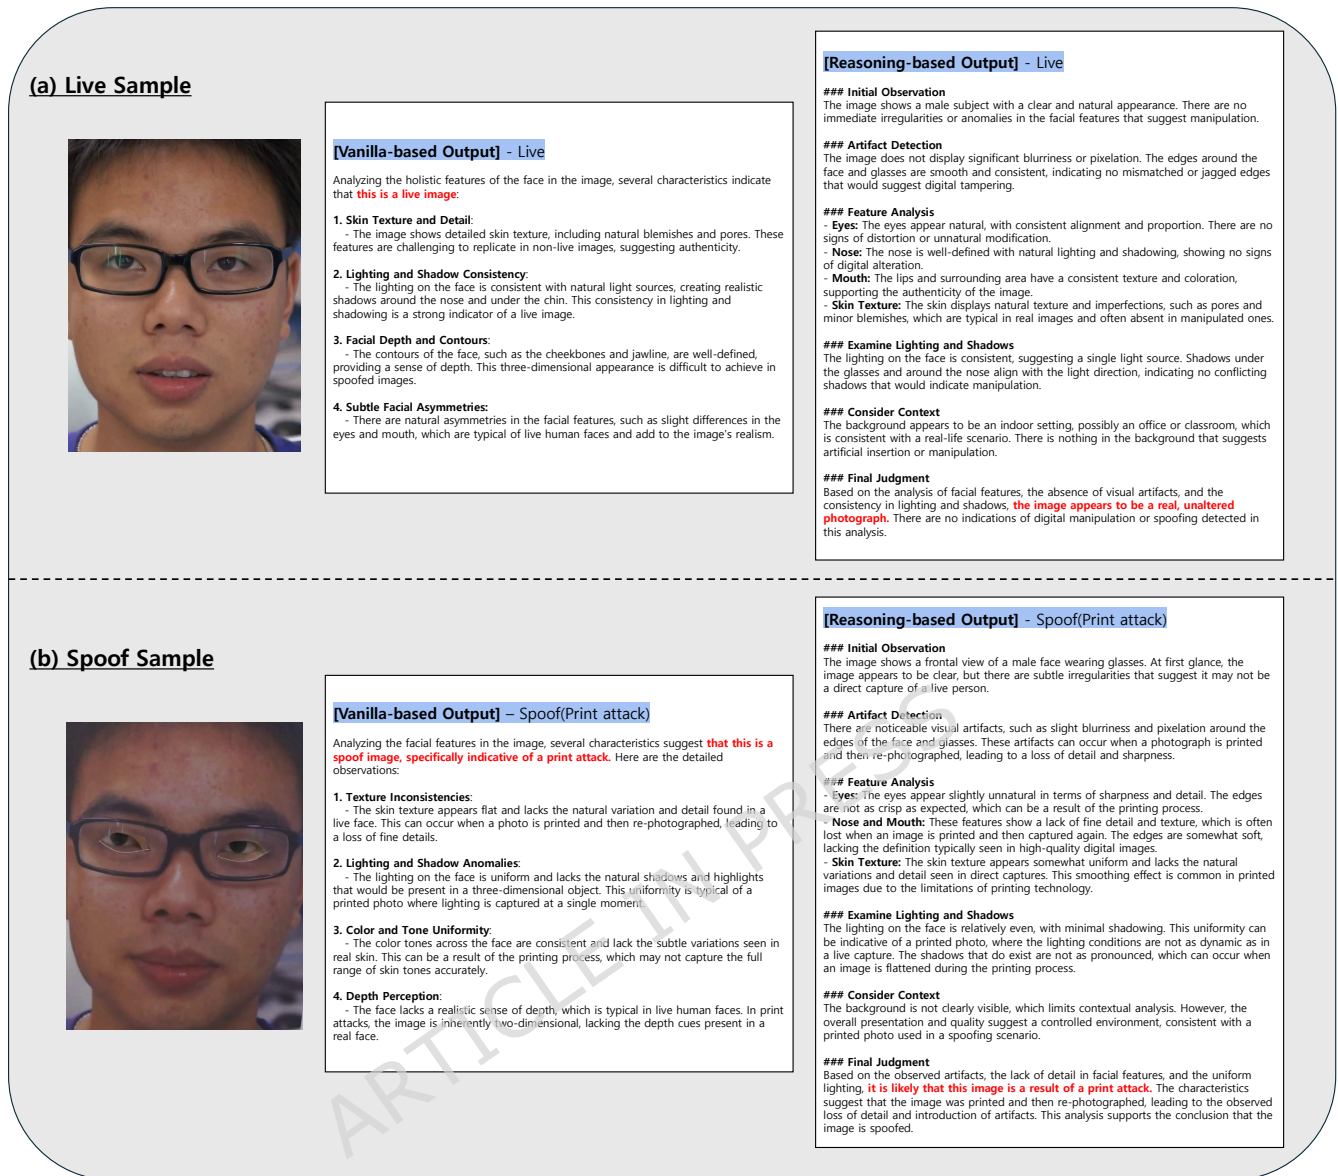 (a) Live Sample
[Vanilla-based Output] - Live
Analyzing the holistic features of the face in the image, several characteristics indicate
that this is a live image:
1. Skin Texture and Detail:
- The image shows detailed skin texture, including natural blemishes and pores. These
features are challenging to replicate in non-live images, suggesting authenticity.
2. Lighting and Shadow Consistency:
- The lighting on the face is consistent with natural light sources, creating realistic
shadows around the nose and under the chin. This consistency in lighting and
shadowing is a strong indicator of a live image.
3. Facial Depth and Contours:
- The contours of the face, such as the cheekbones and jawline, are well-defined,
providing a sense of depth. This three-dimensional appearance is difficult to achieve in
spoofed images.
4. Subtle Facial Asymmetries:
- There are natural asymmetries in the facial features, such as slight differences in the
eyes and mouth, which are typical of live human faces and add to the image's realism.
[Reasoning-based Output] - Live
### Initial Observation
The image shows a male subject with a clear and natural appearance. There are no
immediate irregularities or anomalies in the facial features that suggest manipulation.
### Artifact Detection
The image does not display significant blurriness or pixelation. The edges around the
face and glasses are smooth and consistent, indicating no mismatched or jagged edges
that would suggest digital tampering.
### Feature Analysis
- Eyes: The eyes appear natural, with consistent alignment and proportion. There are no
signs of distortion or unnatural modification.
- Nose: The nose is well-defined with natural lighting and shadowing, showing no signs
of digital alteration.
- Mouth: The lips and surrounding area have a consistent texture and coloration,
supporting the authenticity of the image.
- Skin Texture: The skin displays natural texture and imperfections, such as pores and
minor blemishes, which are typical in real images and often absent in manipulated ones.
### Examine Lighting and Shadows
The lighting on the face is consistent, suggesting a single light source. Shadows under
the glasses and around the nose align with the light direction, indicating no conflicting
shadows that would indicate manipulation.
### Consider Context
The background appears to be an indoor setting, possibly an office or classroom, which
is consistent with a real-life scenario. There is nothing in the background that suggests
artificial insertion or manipulation.
### Final Judgment
Based on the analysis of facial features, the absence of visual artifacts, and the
consistency in lighting and shadows, the image appears to be a real, unaltered
photograph. There are no indications of digital manipulation or spoofing detected in
this analysis.
(b) Spoof Sample
[Vanilla-based Output] – Spoof(Print attack)
Analyzing the facial features in the image, several characteristics suggest that this is a
spoof image, specifically indicative of a print attack. Here are the detailed
observations:
1. Texture Inconsistencies:
- The skin texture appears flat and lacks the natural variation and detail found in a
live face. This can occur when a photo is printed and then re-photographed, leading to
a loss of fine details.
2. Lighting and Shadow Anomalies:
- The lighting on the face is uniform and lacks the natural shadows and highlights
that would be present in a three-dimensional object. This uniformity is typical of a
printed photo where lighting is captured at a single moment.
3. Color and Tone Uniformity:
- The color tones across the face are consistent and lack the subtle variations seen in
real skin. This can be a result of the printing process, which may not capture the full
range of skin tones accurately.
4. Depth Perception:
- The face lacks a realistic sense of depth, which is typical in live human faces. In print
attacks, the image is inherently two-dimensional, lacking the depth cues present in a
real face.
[Reasoning-based Output] - Spoof(Print attack)
### Initial Observation
The image shows a frontal view of a male face wearing glasses. At first glance, the
image appears to be clear, but there are subtle irregularities that suggest it may not be
a direct capture of a live person.
### Artifact Detection
There are noticeable visual artifacts, such as slight blurriness and pixelation around the
edges of the face and glasses. These artifacts can occur when a photograph is printed
and then re-photographed, leading to a loss of detail and sharpness.
### Feature Analysis
- Eyes: The eyes appear slightly unnatural in terms of sharpness and detail. The edges
are not as crisp as expected, which can be a result of the printing process.
- Nose and Mouth: These features show a lack of fine detail and texture, which is often
lost when an image is printed and then captured again. The edges are somewhat soft,
lacking the definition typically seen in high-quality digital images.
- Skin Texture: The skin texture appears somewhat uniform and lacks the natural
variations and detail seen in direct captures. This smoothing effect is common in printed
images due to the limitations of printing technology.
### Examine Lighting and Shadows
The lighting on the face is relatively even, with minimal shadowing. This uniformity can
be indicative of a printed photo, where the lighting conditions are not as dynamic as in
a live capture. The shadows that do exist are not as pronounced, which can occur when
an image is flattened during the printing process.
### Consider Context
The background is not clearly visible, which limits contextual analysis. However, the
overall presentation and quality suggest a controlled environment, consistent with a
printed photo used in a spoofing scenario.
### Final Judgment
Based on the observed artifacts, the lack of detail in facial features, and the uniform
lighting, it is likely that this image is a result of a print attack. The characteristics
suggest that the image was printed and then re-photographed, leading to the observed
loss of detail and introduction of artifacts. This analysis supports the conclusion that the
image is spoofed.
ARTICLE IN PRESS